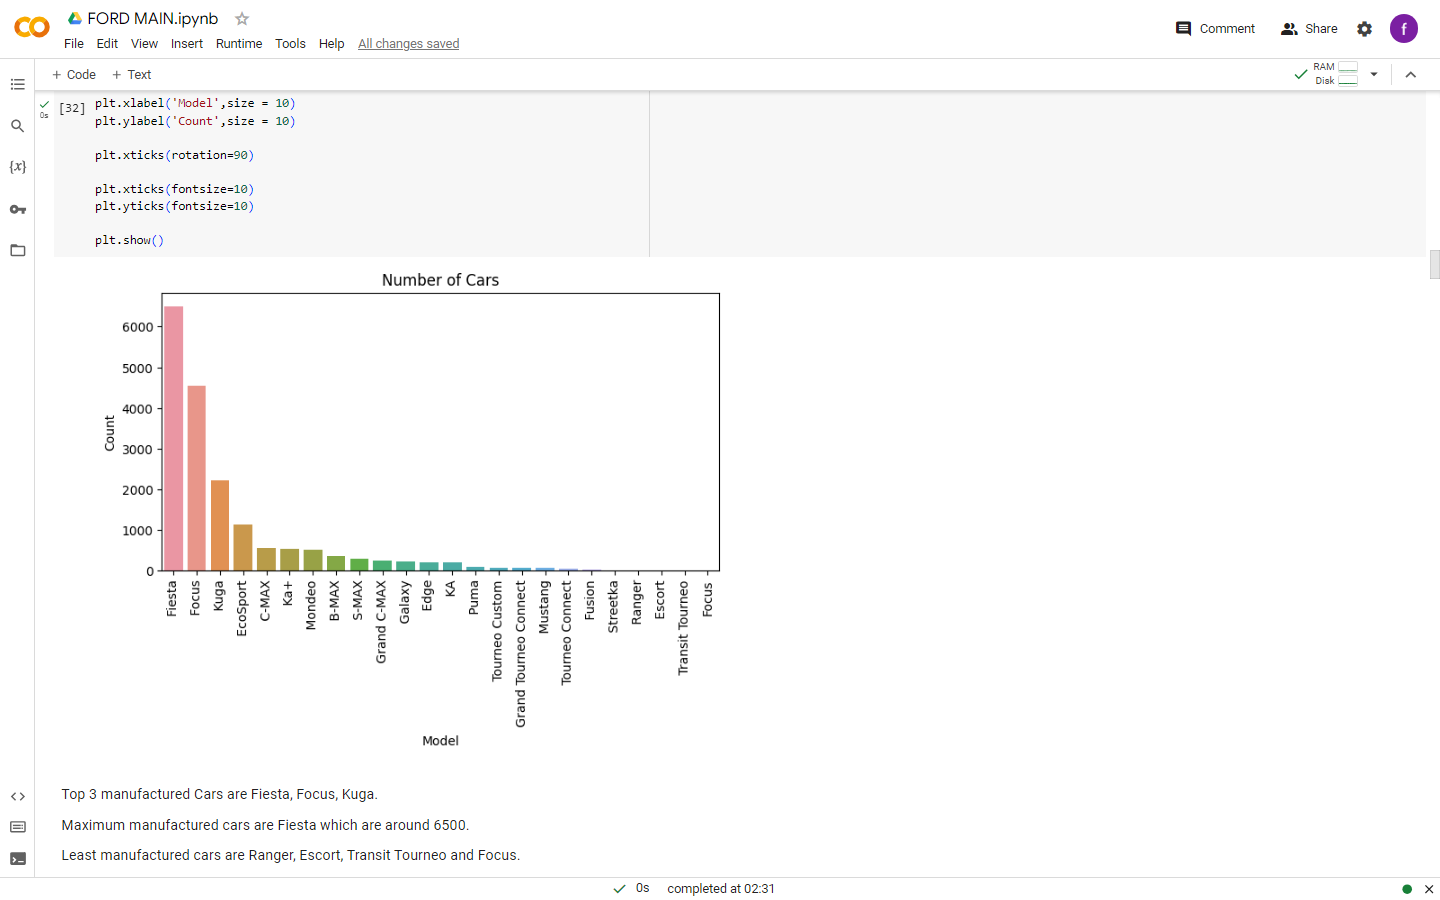 FORD MAIN.ipynb
File Edit View Insert Runtime Tools Help All changes saved
Comment Share f
+ Code + Text
RAM
Disk
[32]
0s
{x}
plt.xlabel('Model',size = 10)
plt.ylabel('Count',size = 10)
plt.xticks(rotation=90)
plt.xticks(fontsize=10)
plt.yticks(fontsize=10)
plt.show()
Number of Cars
6000
5000
4000
3000
2000
1000
0
Count
Fiesta
Focus
Kuga
EcoSport
C-MAX
Ka+
Mondeo
B-MAX
S-MAX
Grand C-MAX
Galaxy
Edge
KA
Puma
Tourneo Custom
Grand Tourneo Connect
Mustang
Tourneo Connect
Fusion
Streetka
Ranger
Escort
Transit Tourneo
Focus
Model
Top 3 manufactured Cars are Fiesta, Focus, Kuga.
Maximum manufactured cars are Fiesta which are around 6500.
Least manufactured cars are Ranger, Escort, Transit Tourneo and Focus.
0s completed at 02:31